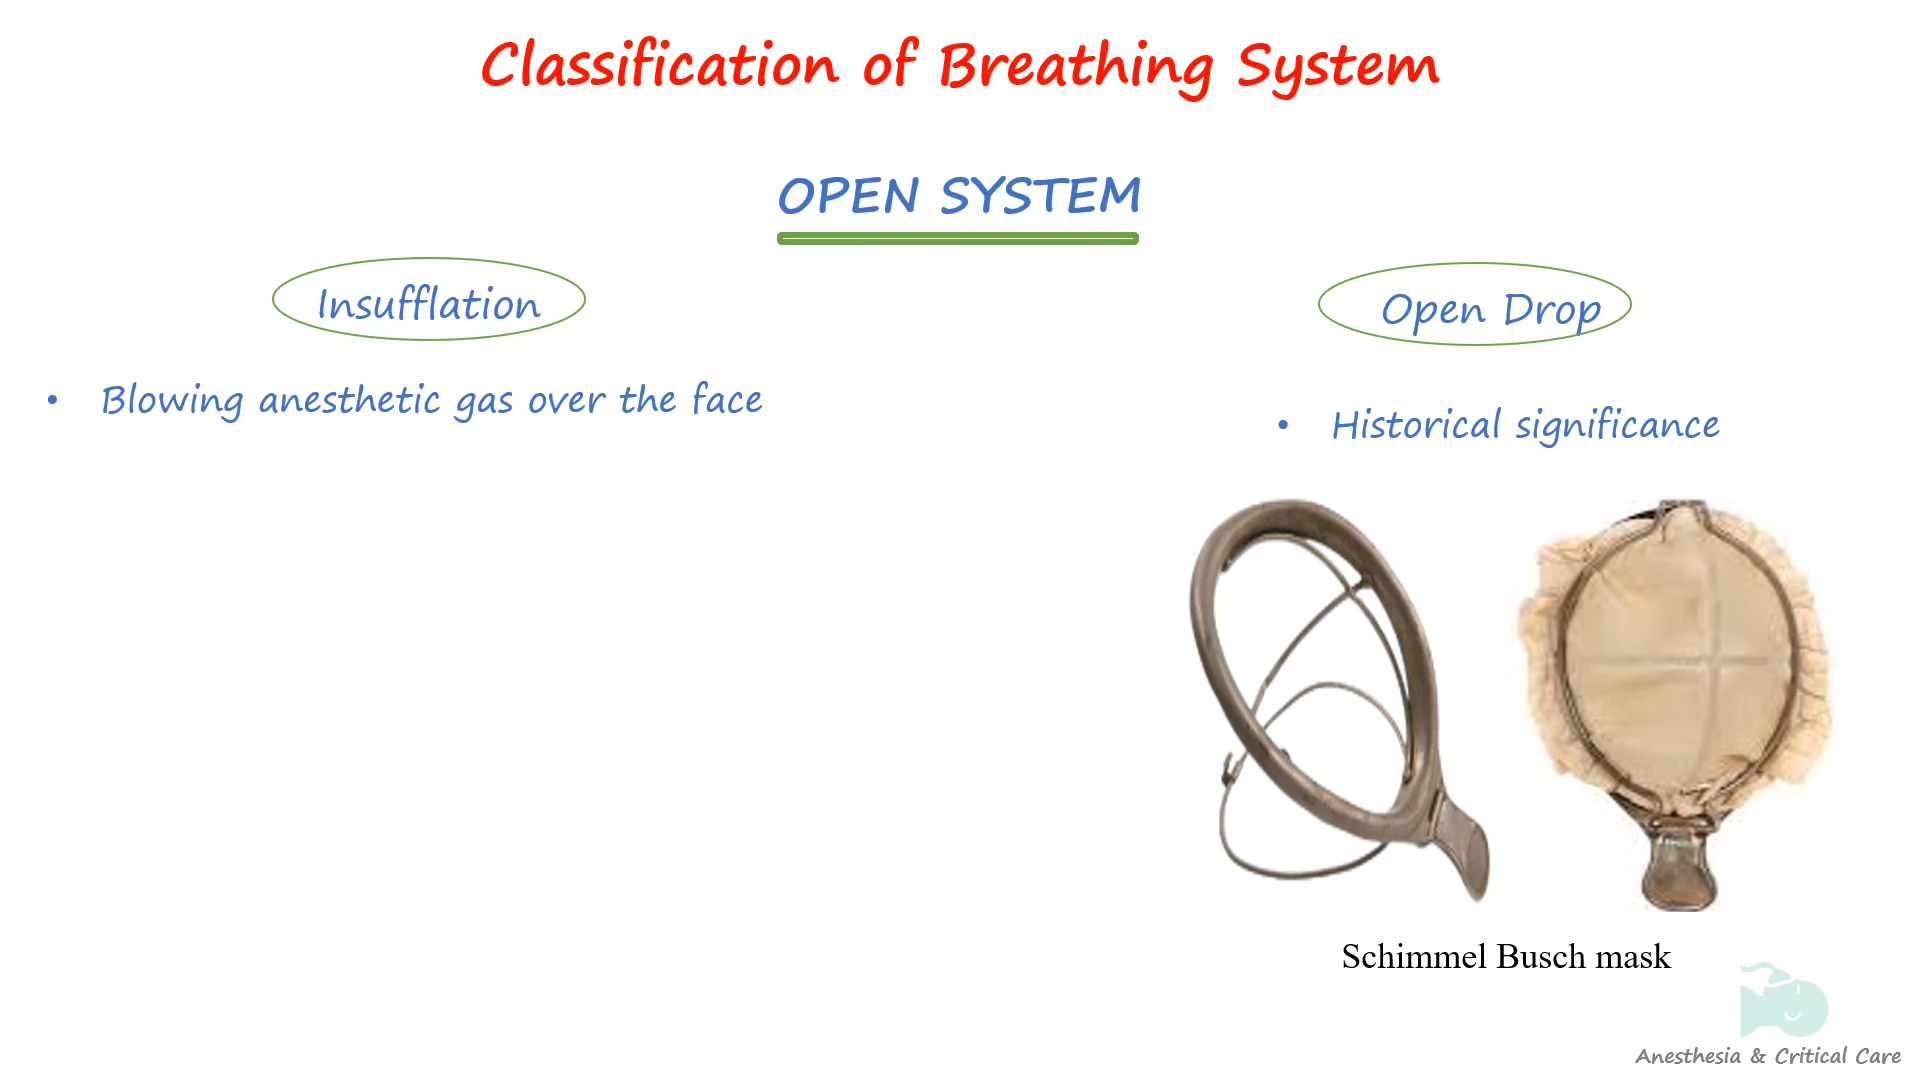 Classification of Breathing System
OPEN SYSTEM
Insufflation
• Blowing anesthetic gas over the face
Open Drop
• Historical significance
Schimmel Busch mask
Anesthesia & Critical Care